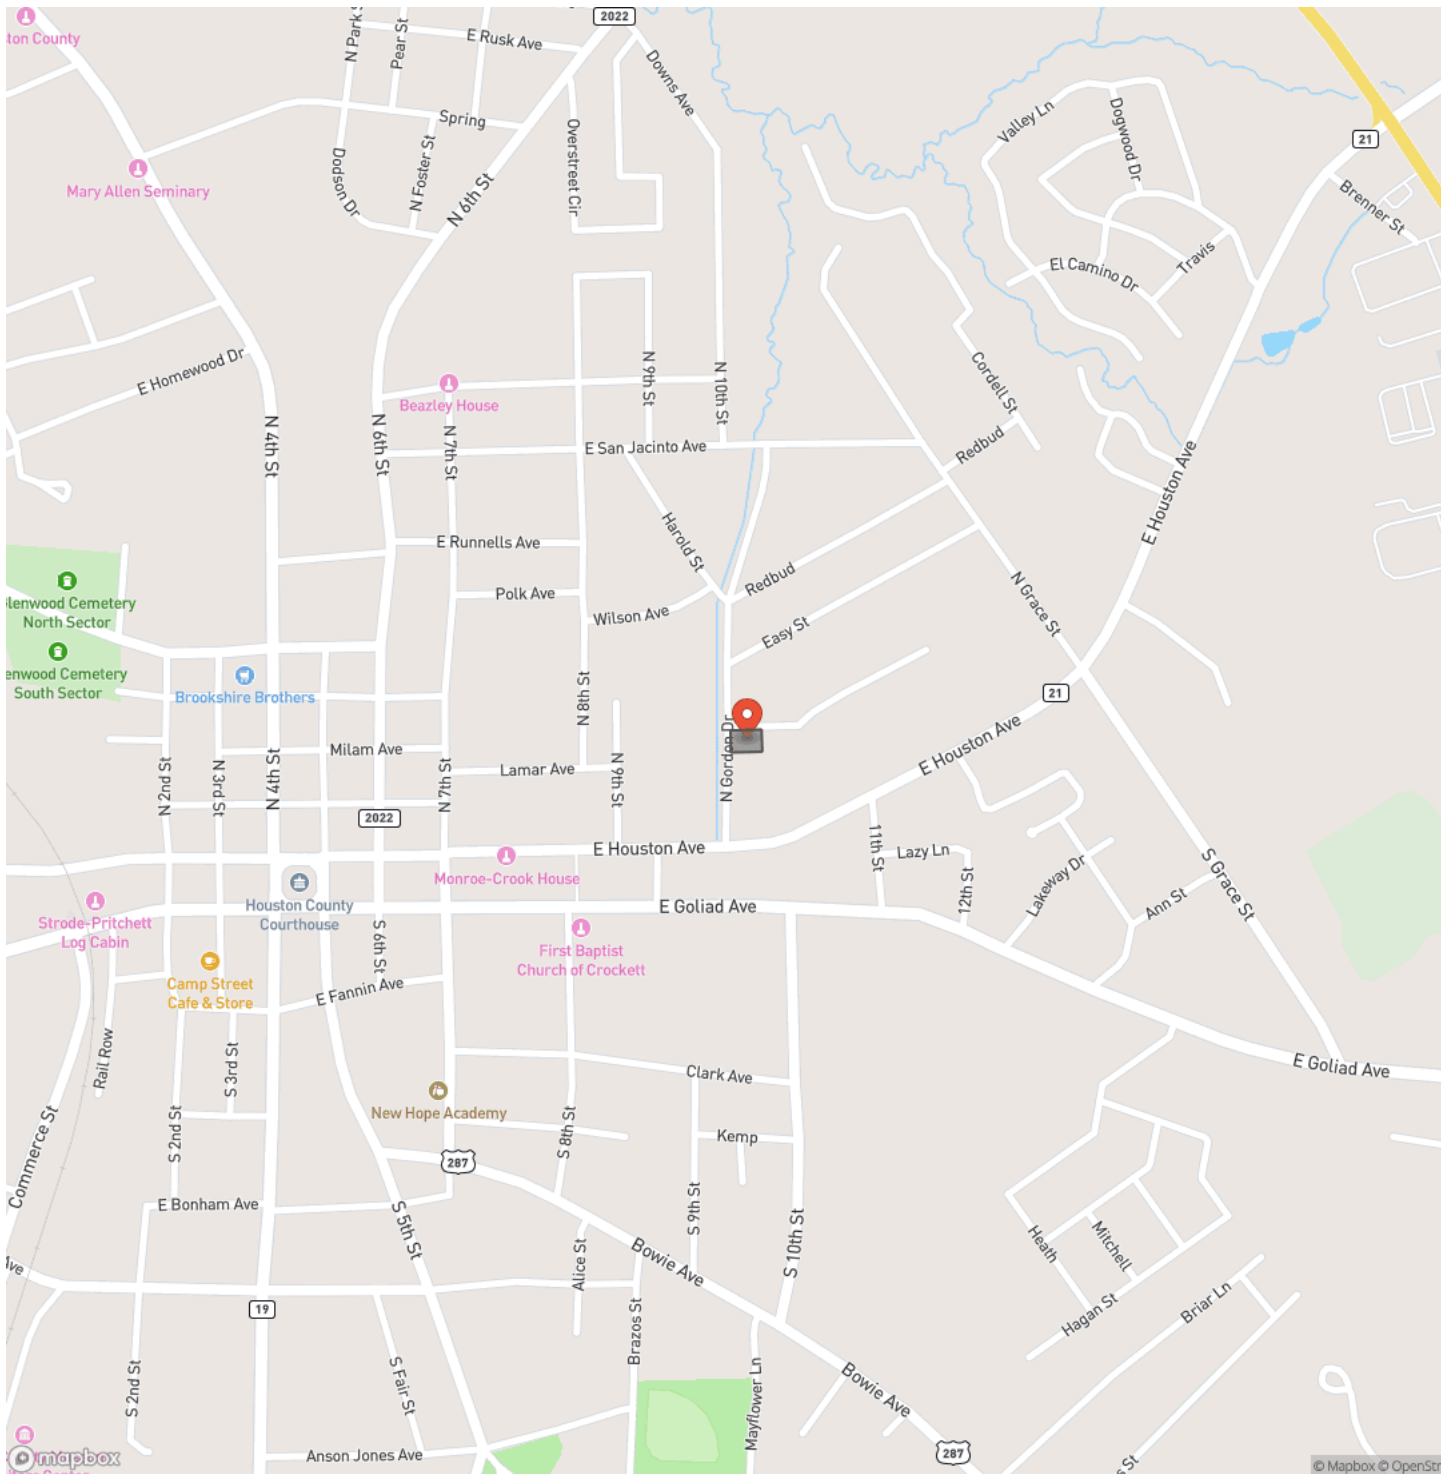 2022
E Rusk Ave
N Park S
Pear St
ston County
Downs Ave
Valley Ln
Dogwood Dr
21
Spring
Overstreet Cir
Dodson Dr
N Foster St
N 6th St
Mary Allen Seminary
Brenner St
Travis
El Camino Dr
E Homewood Dr
N 9th St
N 10th St
Cordell St
Beazley House
N 4th St
N 6th St
N 7th St
E San Jacinto Ave
Redbud
E Houston Ave
Harold St
E Runnells Ave
Redbud
N Grace St
Glenwood Cemetery
North Sector
Polk Ave
Wilson Ave
Easy St
enwood Cemetery
South Sector
Brookshire Brothers
N 8th St
21
N Gordon Dr
E Houston Ave
Milam Ave
Lamar Ave
N 9th St
N 2nd St
N 3rd St
N 4th St
N 7th St
2022
E Houston Ave
11th St
Lazy Ln
12th St
Lakeway Dr
Ann St
S Grace St
Monroe-Crook House
Houston County
Courthouse
E Goliad Ave
Strode-Pritchett
Log Cabin
S 6th St
First Baptist
Church of Crockett
Camp Street
Cafe & Store
E Fannin Ave
Rail Row
S 3rd St
E Goliad Ave
Clark Ave
New Hope Academy
S 2nd St
S 8th St
Kemp
Commerce St
287
E Bonham Ave
S 5th St
S 9th St
S 10th St
Heath
Mitchell
Ave
Alice St
Bowie Ave
19
Brazos St
Hagan St
Briar Ln
S 2nd St
S Fair St
Mayflower Ln
Bowie Ave
Anson Jones Ave
287
s St
mapbox
© Mapbox © OpenStr